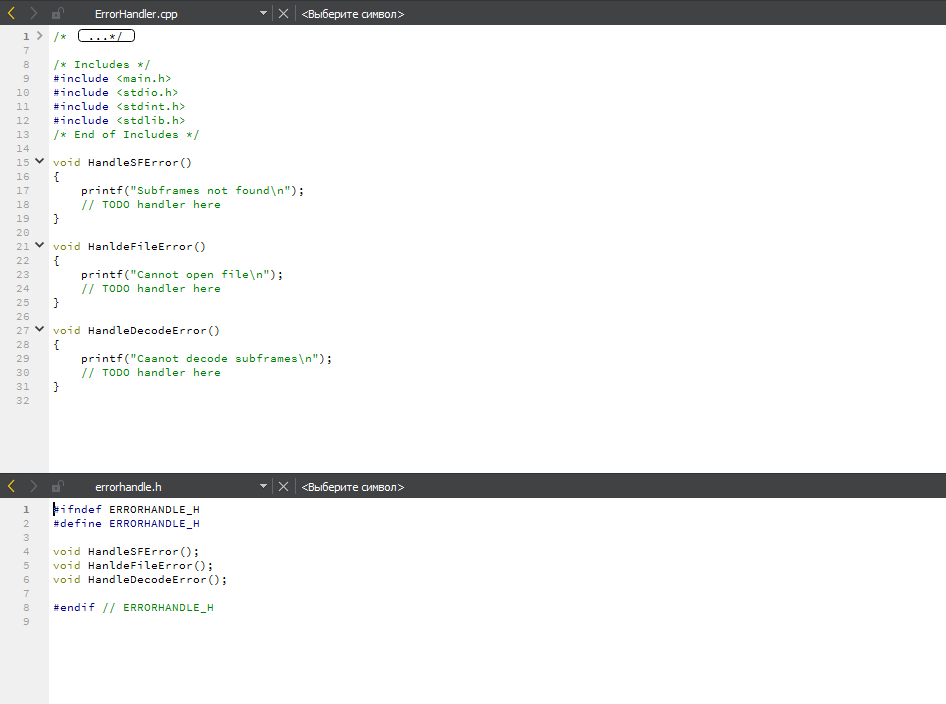 ErrorHandler.cpp <Выберите символ>
1 /* ...*/
7
8 /* Includes */
9 #include <main.h>
10 #include <stdio.h>
11 #include <stdint.h>
12 #include <stdlib.h>
13 /* End of Includes */
14
15 void HandleSFError()
16 {
17 printf("Subframes not found\n");
18 // TODO handler here
19 }
20
21 void HanldeFileError()
22 {
23 printf("Cannot open file\n");
24 // TODO handler here
25 }
26
27 void HandleDecodeError()
28 {
29 printf("Caanot decode subframes\n");
30 // TODO handler here
31 }
32
errorhandle.h <Выберите символ>
1 #ifndef ERRORHANDLE_H
2 #define ERRORHANDLE_H
3
4 void HandleSFError();
5 void HanldeFileError();
6 void HandleDecodeError();
7
8 #endif // ERRORHANDLE_H
9